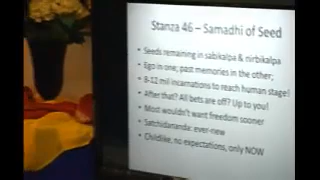 Stanza 46 – Samadhi of Seed
• Seeds remaining in sabikalpa & nirbikalpa
• Ego in one; past memories in the other;
• 8-12 mil incarnations to reach human stage!
• After that? All bets are off? Up to you!
• Most wouldn't want freedom sooner
• Satchidananda: ever-new
• Childlike, no expectations, only NOW